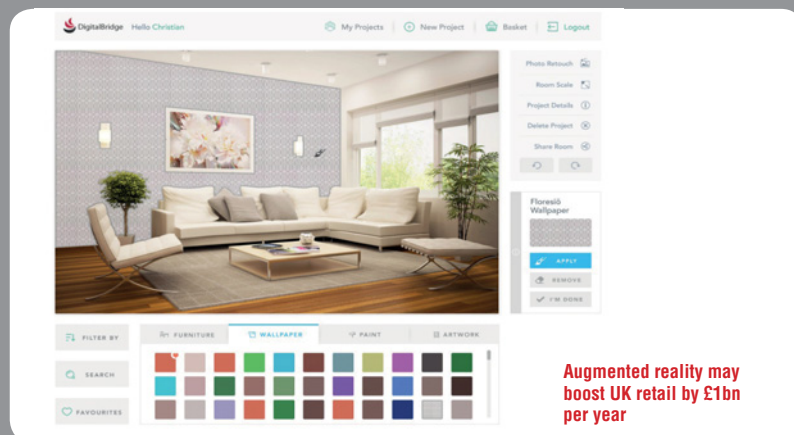 DigitalBridge Hello Christian
My Projects New Project Basket Logout
Photo Retouch
Room Scale
Project Details
Delete Project
Share Room
Floresiö
Wallpaper
APPLY
REMOVE
I'M DONE
FILTER BY
FURNITURE WALLPAPER PAINT ARTWORK
SEARCH
FAVOURITES
Augmented reality may
boost UK retail by £1bn
per year